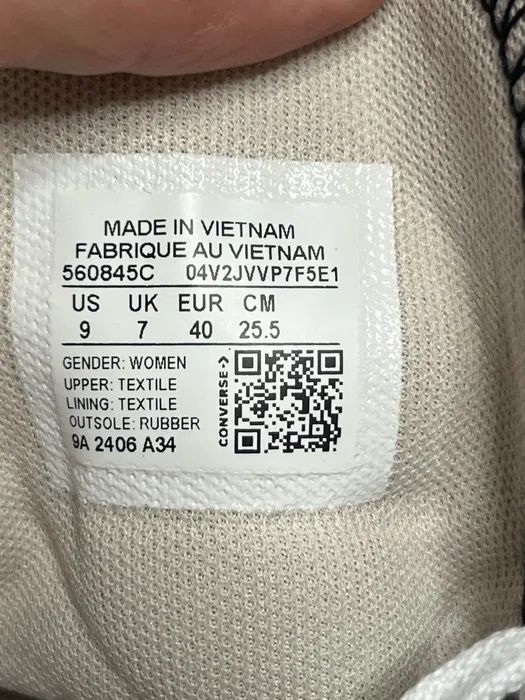 MADE IN VIETNAM
FABRIQUE AU VIETNAM
560845C 04V2JVVP7F5E1
US UK EUR CM
9 7 40 25.5
GENDER: WOMEN
UPPER: TEXTILE
LINING: TEXTILE
OUTSOLE: RUBBER
9A 2406 A34
CONVERSE->